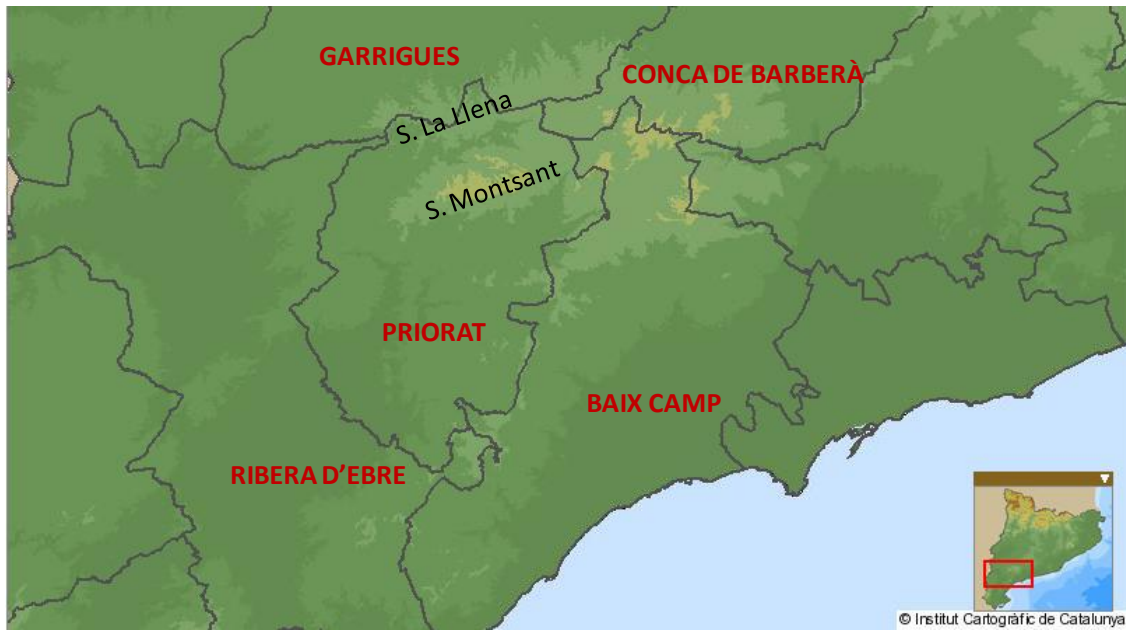 GARRIGUES
CONCA DE BARBERÀ
S. La Llena
S. Montsant
PRIORAT
BAIX CAMP
RIBERA D’EBRE
© Institut Cartogràfic de Catalunya